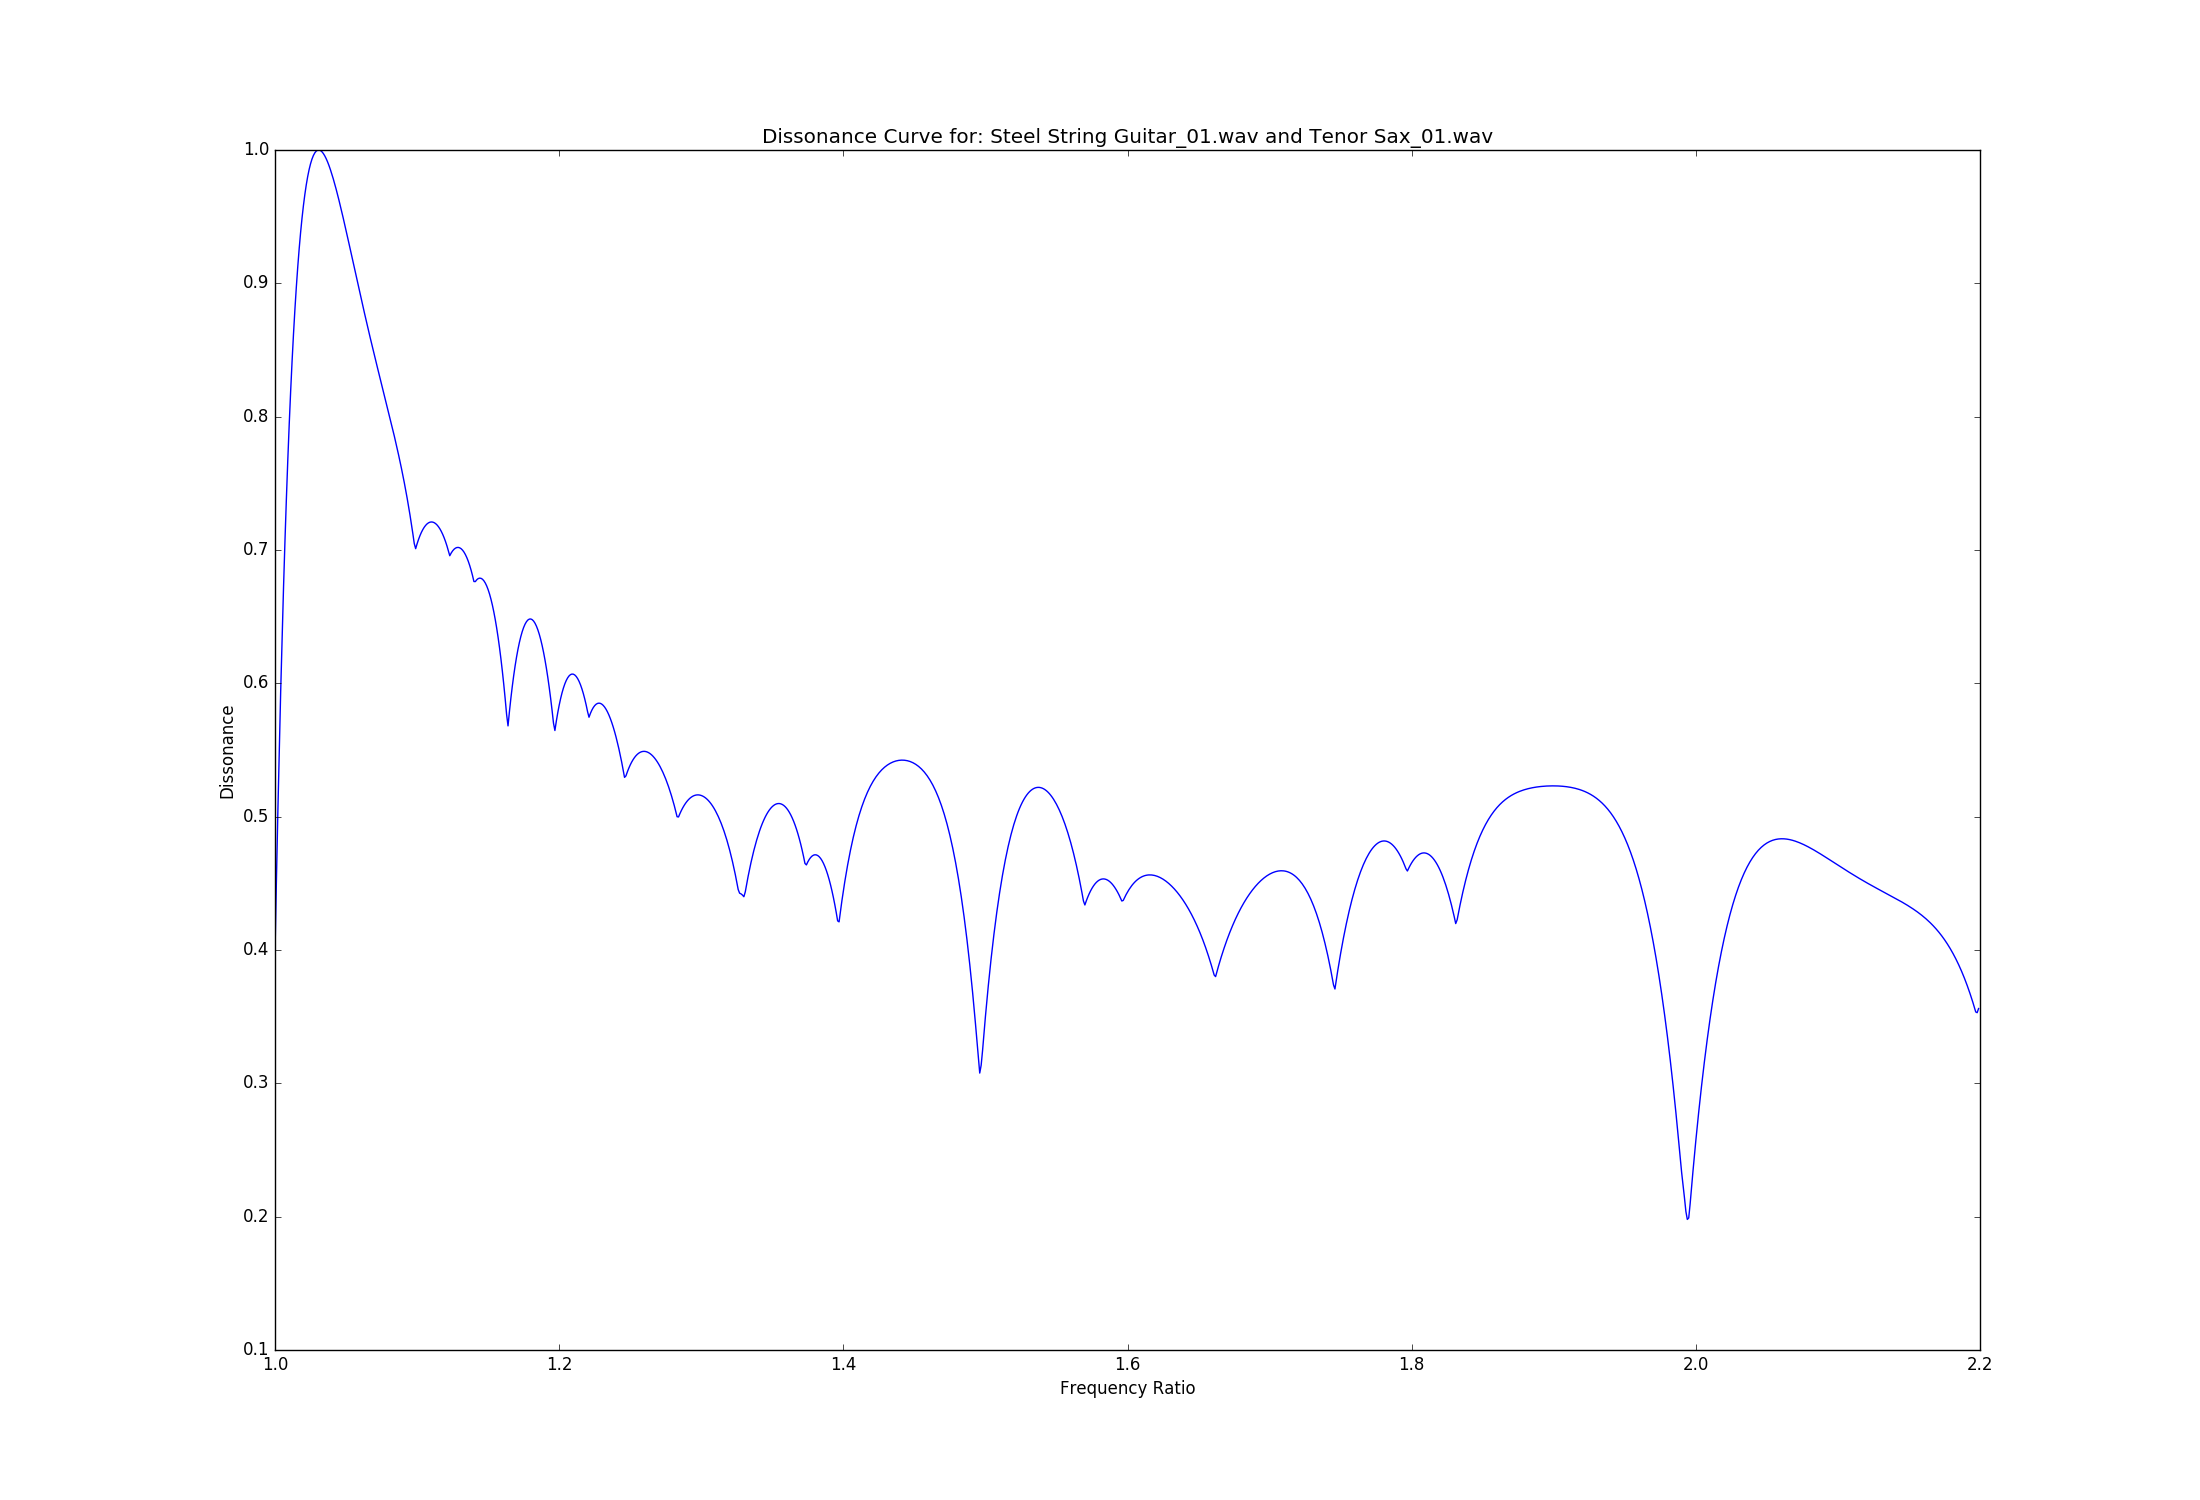 Dissonance Curve for: Steel String Guitar_01.wav and Tenor Sax_01.wav
1.0
0.9
0.8
0.7
0.6
0.5
0.4
0.3
0.2
0.1
Dissonance
1.0 1.2 1.4 1.6 1.8 2.0 2.2
Frequency Ratio